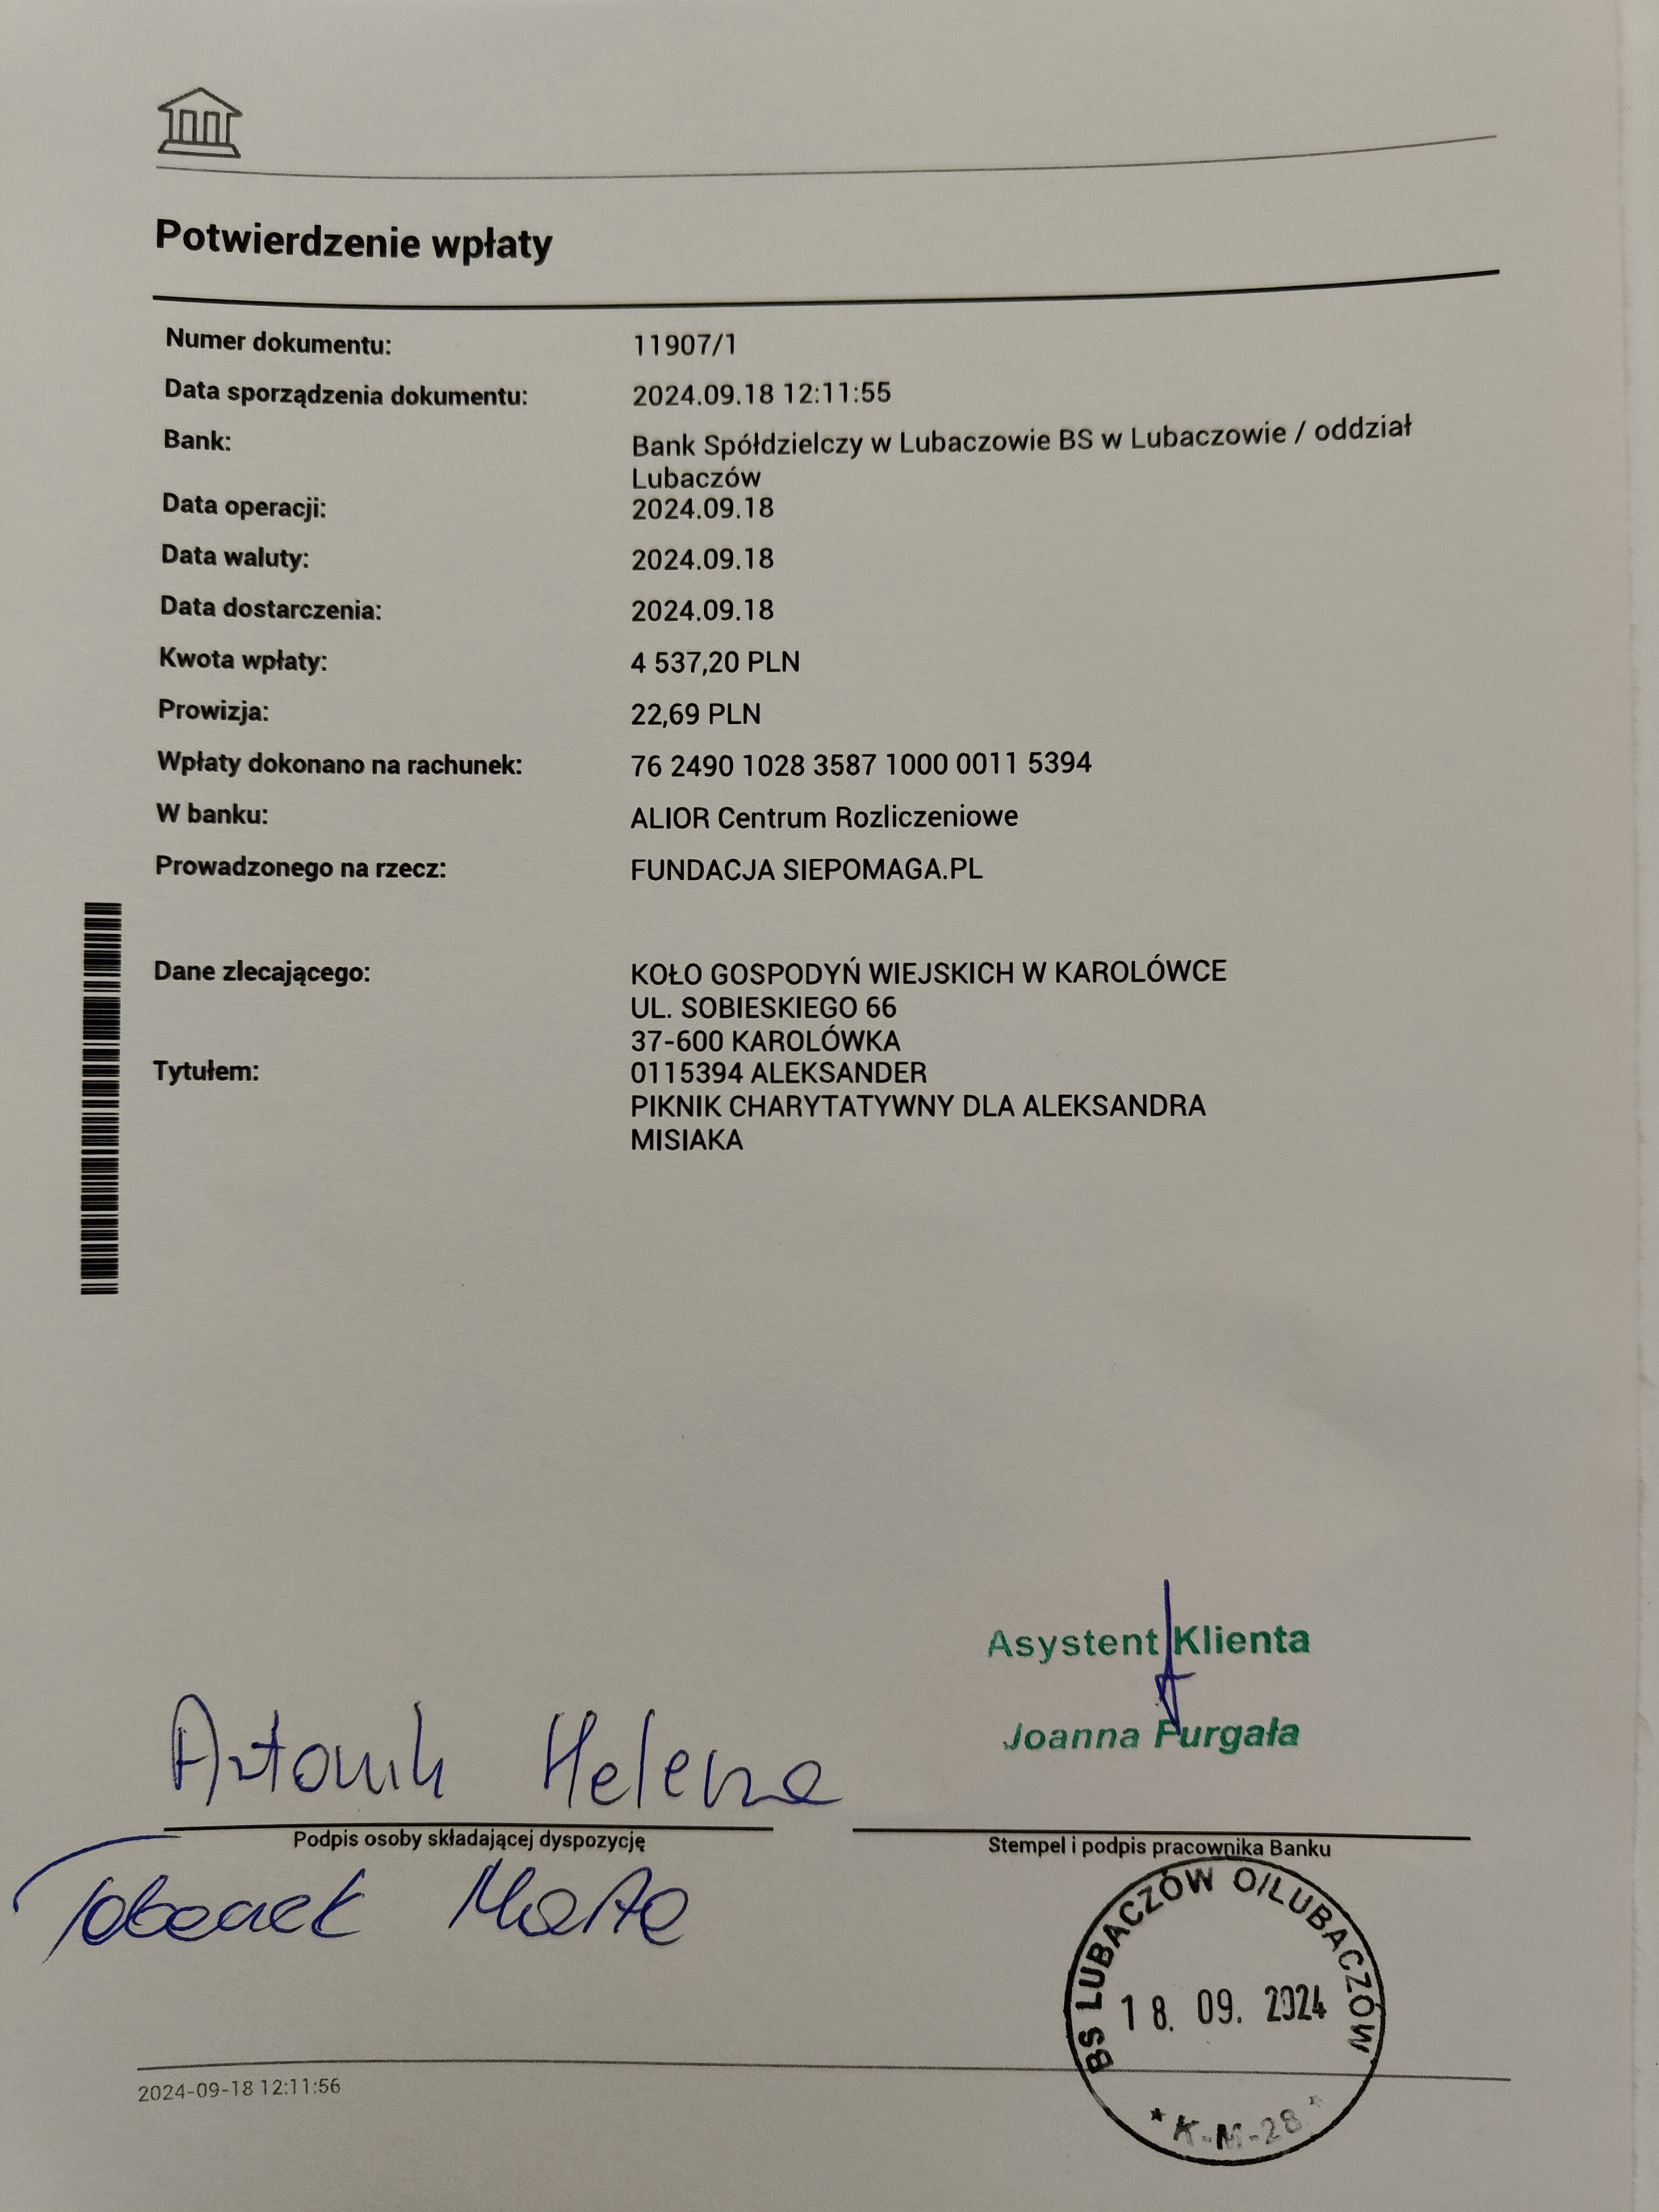 Potwierdzenie wpłaty
Numer dokumentu: 11907/1
Data sporządzenia dokumentu: 2024.09.18 12:11:55
Bank: Bank Spółdzielczy w Lubaczowie BS w Lubaczowie / oddział
Lubaczów
Data operacji: 2024.09.18
Data waluty: 2024.09.18
Data dostarczenia: 2024.09.18
Kwota wpłaty: 4 537,20 PLN
Prowizja: 22,69 PLN
Wpłaty dokonano na rachunek: 76 2490 1028 3587 1000 0011 5394
W banku: ALIOR Centrum Rozliczeniowe
Prowadzonego na rzecz: FUNDACJA SIEPOMAGA.PL
Dane zlecającego: KOŁO GOSPODYŃ WIEJSKICH W KAROLÓWCE
UL. SOBIESKIEGO 66
37-600 KAROLÓWKA
Tytułem: 0115394 ALEKSANDER
PIKNIK CHARYTATYWNY DLA ALEKSANDRA
MISIAKA
Asystent Klienta
Joanna Furgała
Helena
Podpis osoby składającej dyspozycję
Stempel i podpis pracownika Banku
Marta
BS LUBACZÓW O/LUBACZÓW
18. 09. 2024
* K-M-28 *
2024-09-18 12:11:56